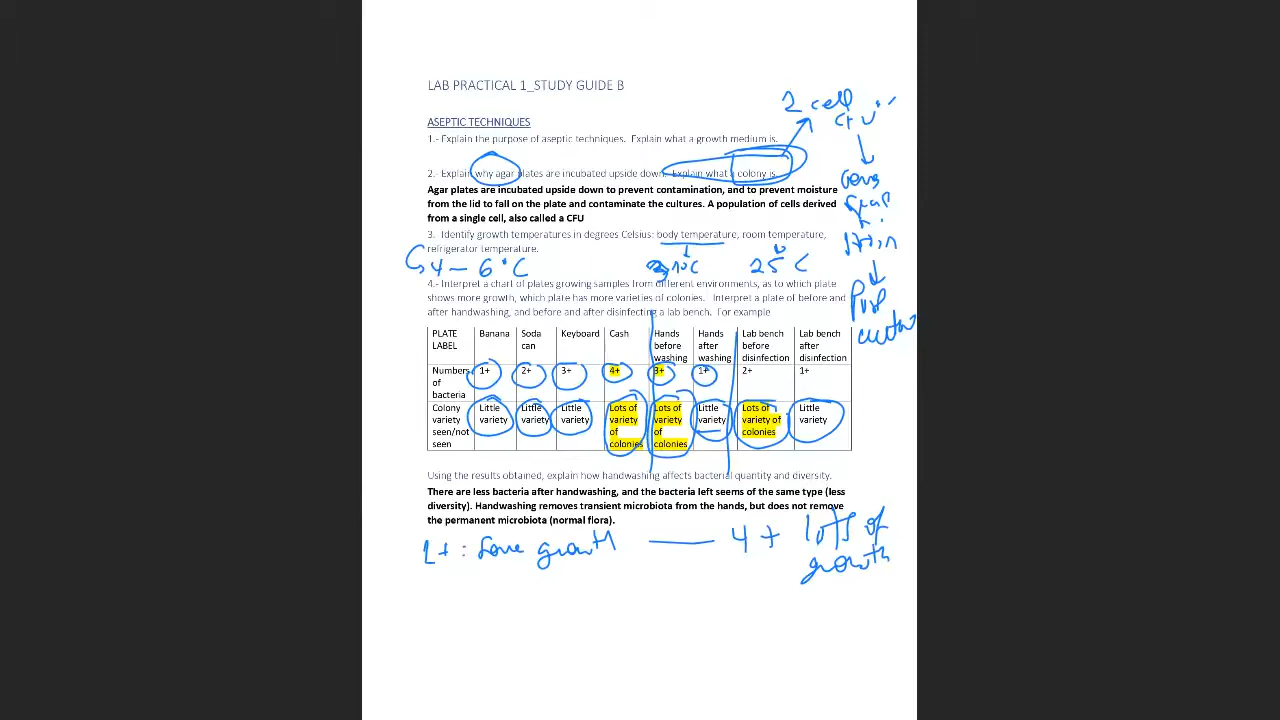 LAB PRACTICAL 1_STUDY GUIDE B
2 cell
CFU
ASEPTIC TECHNIQUES
1.- Explain the purpose of aseptic techniques. Explain what a growth medium is.
2.- Explain why agar plates are incubated upside down. Explain what a colony is.
Agar plates are incubated upside down to prevent contamination, and to prevent moisture
from the lid to fall on the plate and contaminate the cultures. A population of cells derived
from a single cell, also called a CFU
3. Identify growth temperatures in degrees Celsius: body temperature, room temperature,
refrigerator temperature.
4 – 6°C
25 C
4.- Interpret a chart of plates growing samples from different environments, as to which plate
shows more growth, which plate has more varieties of colonies. Interpret a plate of before and
after handwashing, and before and after disinfecting a lab bench. For example
PLATE LABEL
Banana
Soda can
Keyboard
Cash
Hands before washing
Hands after washing
Lab bench before disinfection
Lab bench after disinfection
Numbers of bacteria
1+
2+
3+
4+
3+
1+
2+
1+
Colony variety seen/not seen
Little variety
Little variety
Little variety
Lots of variety of colonies
Lots of variety of colonies
Little variety
Lots of variety of colonies
Little variety
Using the results obtained, explain how handwashing affects bacterial quantity and diversity.
There are less bacteria after handwashing, and the bacteria left seems of the same type (less
diversity). Handwashing removes transient microbiota from the hands, but does not remove
the permanent microbiota (normal flora).
1+ : Some growth — 4+ lots of
growth